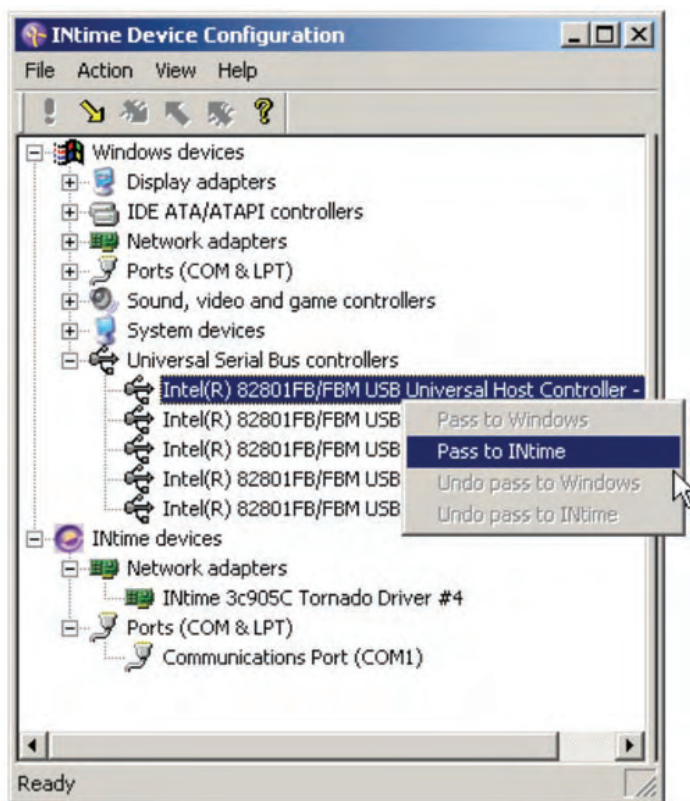 INtime Device Configuration
File Action View Help
Windows devices
Display adapters
IDE ATA/ATAPI controllers
Network adapters
Ports (COM & LPT)
Sound, video and game controllers
System devices
Universal Serial Bus controllers
Intel(R) 82801FB/FBM USB Universal Host Controller -
Intel(R) 82801FB/FBM USB
Intel(R) 82801FB/FBM USB
Intel(R) 82801FB/FBM USB
Intel(R) 82801FB/FBM USB
Pass to Windows
Pass to INtime
Undo pass to Windows
Undo pass to INtime
INtime devices
Network adapters
INtime 3c905C Tornado Driver #4
Ports (COM & LPT)
Communications Port (COM1)
Ready